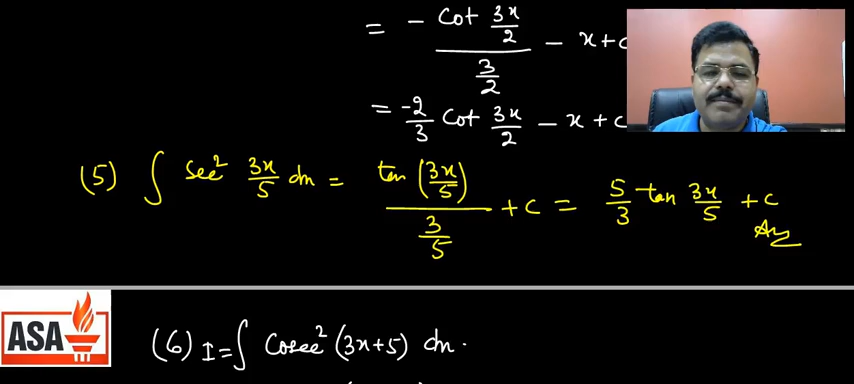 = - cot 3x/2 / 3/2 - x + c
= -2/3 cot 3x/2 - x + c
(5) ∫ sec² 3x/5 dx = tan (3x/5) / 3/5 + c = 5/3 tan 3x/5 + c
Ans
ASA
(6) I = ∫ cosec² (3x+5) dx.